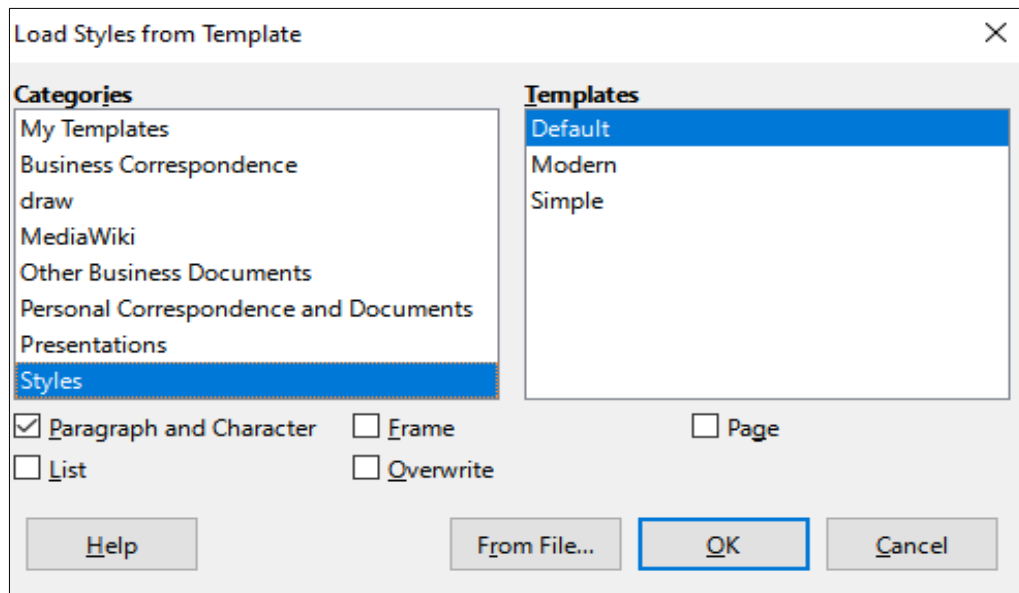 Load Styles from Template
Categories
My Templates
Business Correspondence
draw
MediaWiki
Other Business Documents
Personal Correspondence and Documents
Presentations
Styles
Templates
Default
Modern
Simple
Paragraph and Character
Frame
Page
List
Overwrite
Help
From File...
OK
Cancel